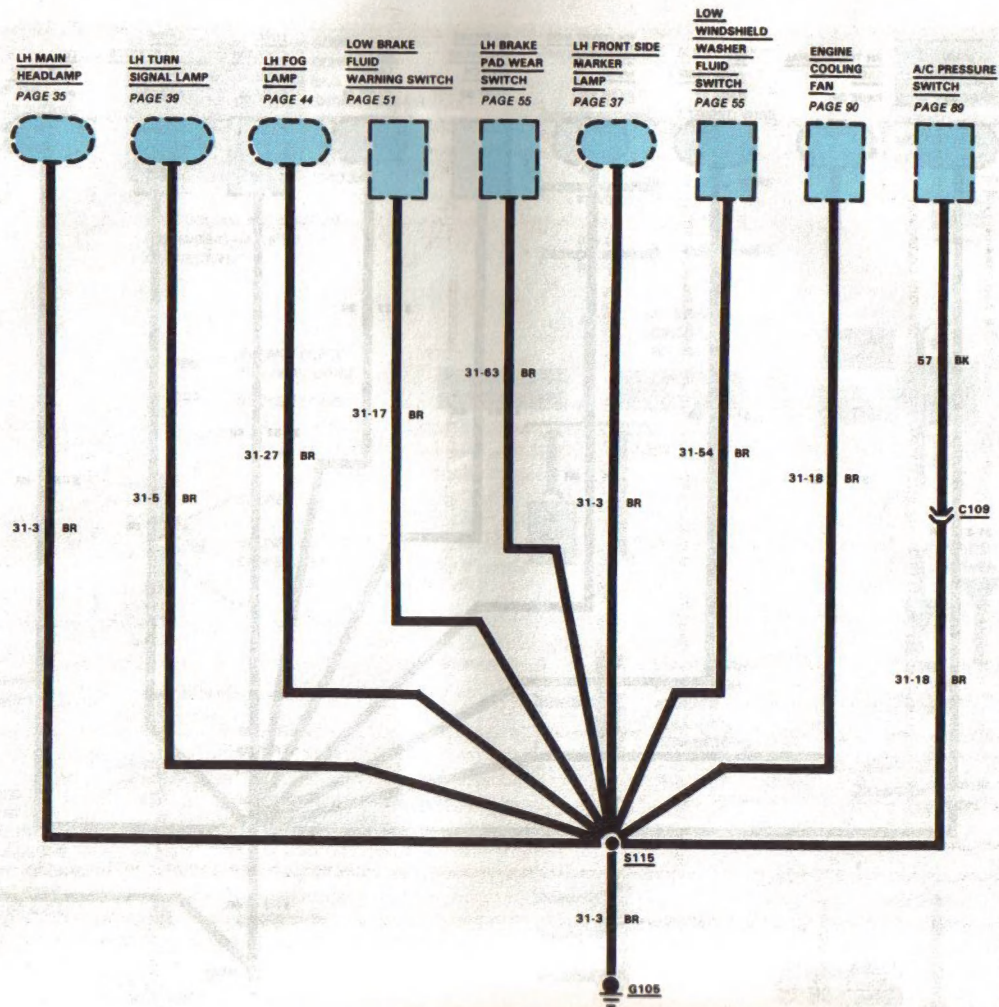 LH MAIN
HEADLAMP
PAGE 35
LH TURN
SIGNAL LAMP
PAGE 39
LH FOG
LAMP
PAGE 44
LOW BRAKE
FLUID
WARNING SWITCH
PAGE 51
LH BRAKE
PAD WEAR
SWITCH
PAGE 55
LH FRONT SIDE
MARKER
LAMP
PAGE 37
LOW
WINDSHIELD
WASHER
FLUID
SWITCH
PAGE 55
ENGINE
COOLING
FAN
PAGE 90
A/C PRESSURE
SWITCH
PAGE 89
57 BK
31-63 BR
31-17 BR
31-27 BR
31-54 BR
31-18 BR
31-5 BR
31-3 BR
C109
31-3 BR
31-18 BR
S115
31-3 BR
G105